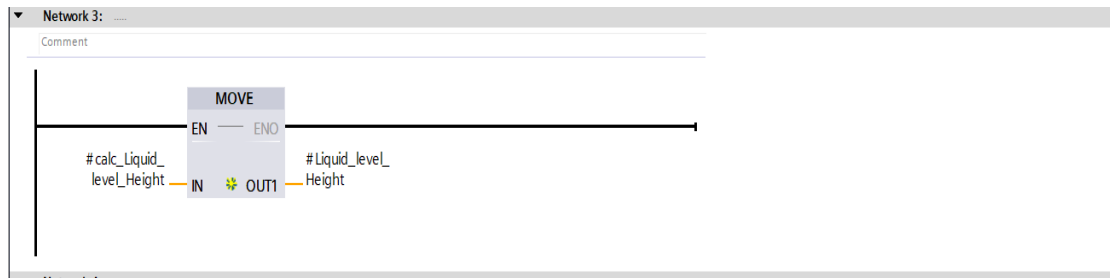 Network 3: .....
Comment
MOVE
EN ENO
#calc_Liquid_
level_Height
IN OUT1
#Liquid_level_
Height